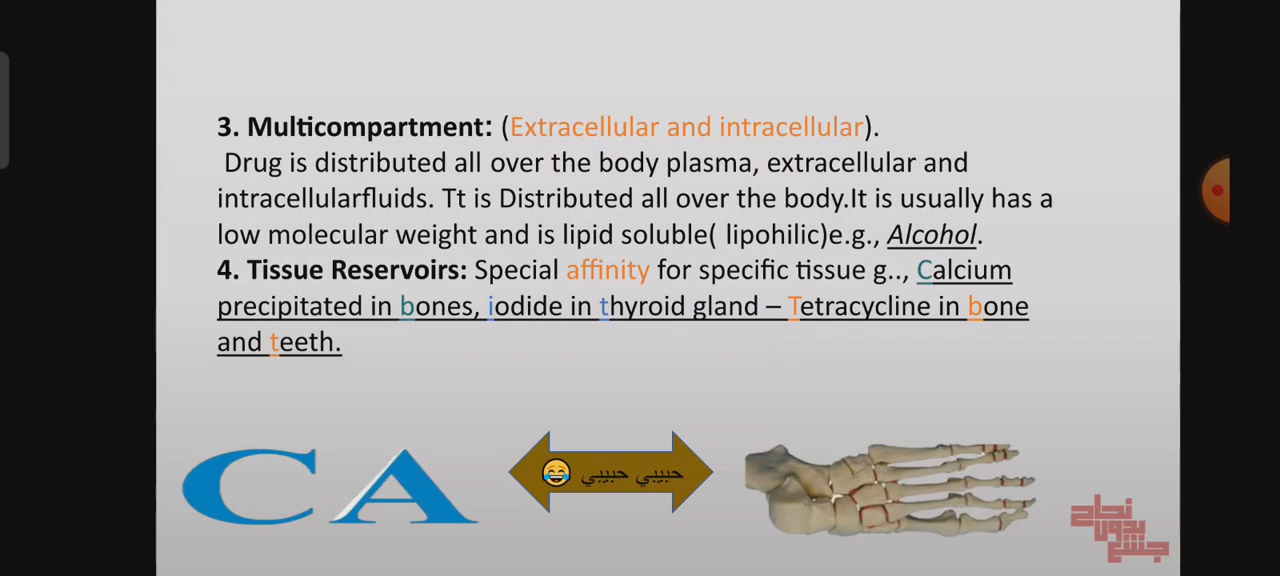 3. Multicompartment: (Extracellular and intracellular).
Drug is distributed all over the body plasma, extracellular and
intracellularfluids. Tt is Distributed all over the body.It is usually has a
low molecular weight and is lipid soluble( lipohilic)e.g., Alcohol.
4. Tissue Reservoirs: Special affinity for specific tissue g.., Calcium
precipitated in bones, iodide in thyroid gland – Tetracycline in bone
and teeth.
CA
حبيبي حبيبي 😂
نجاح
بدون
جشع